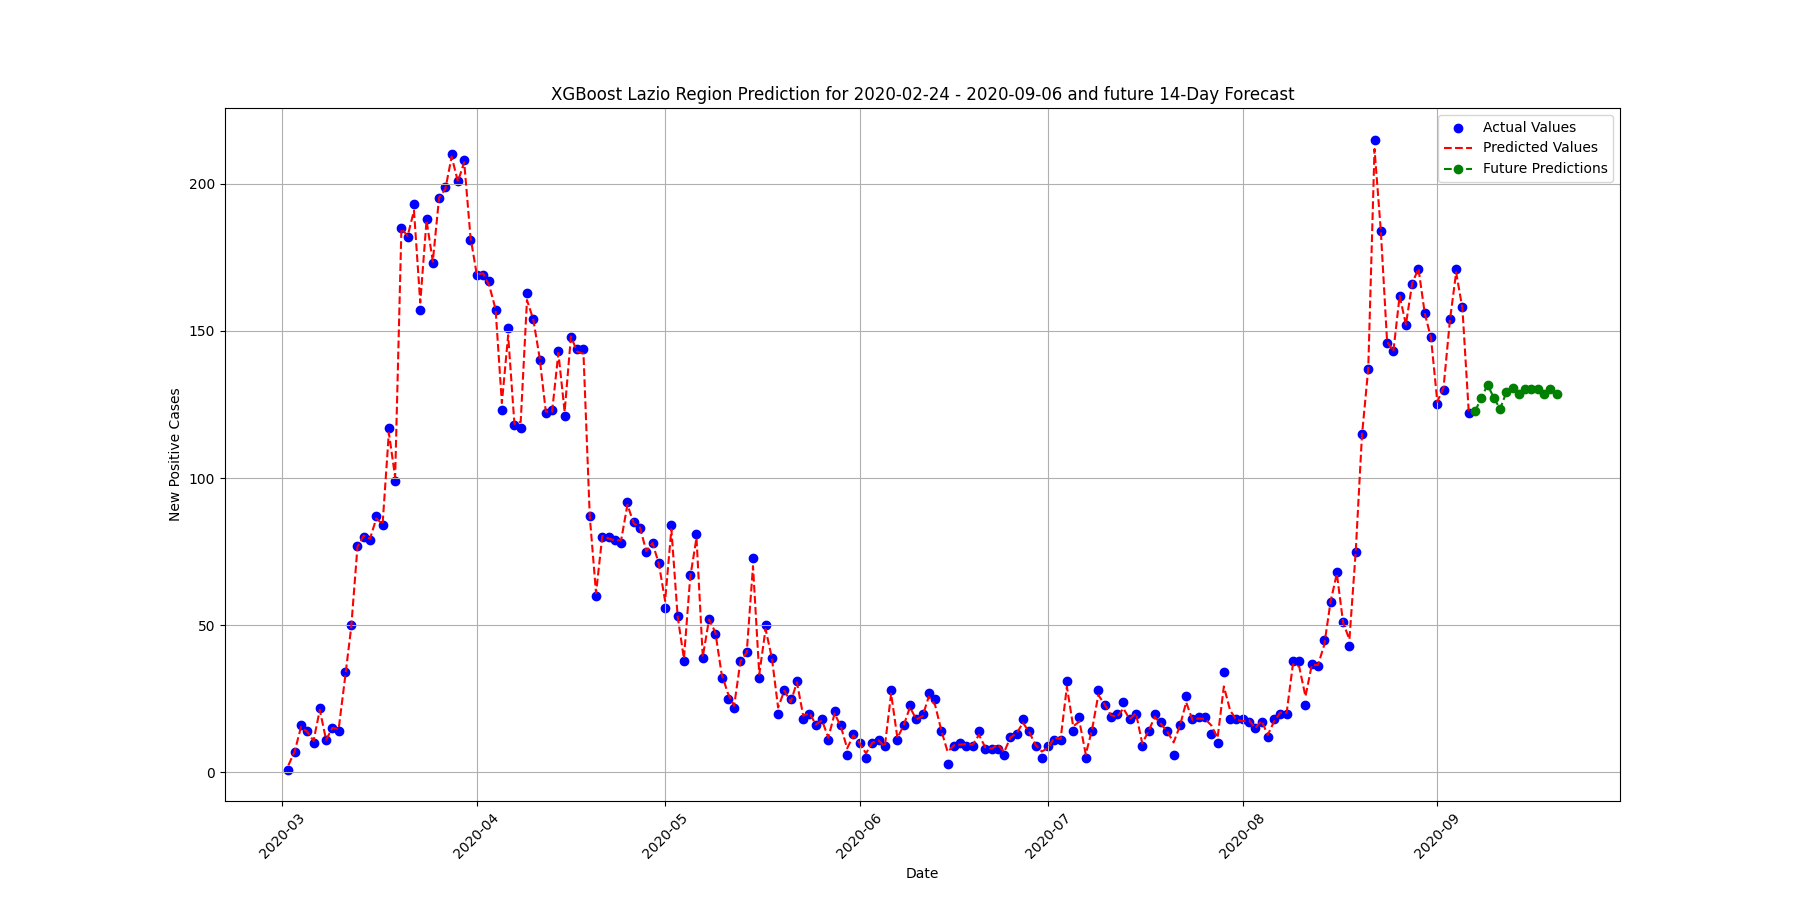 XGBoost Lazio Region Prediction for 2020-02-24 - 2020-09-06 and future 14-Day Forecast
Actual Values
Predicted Values
Future Predictions
New Positive Cases
200
150
100
50
0
2020-03
2020-04
2020-05
2020-06
2020-07
2020-08
2020-09
Date